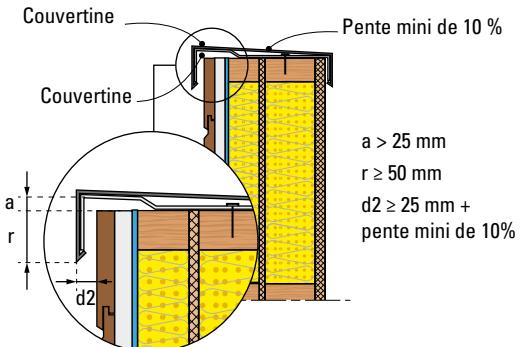 Couvertine
Pente mini de 10 %
Couvertine
a > 25 mm
r ≥ 50 mm
d2 ≥ 25 mm +
pente mini de 10%
a
r
d2